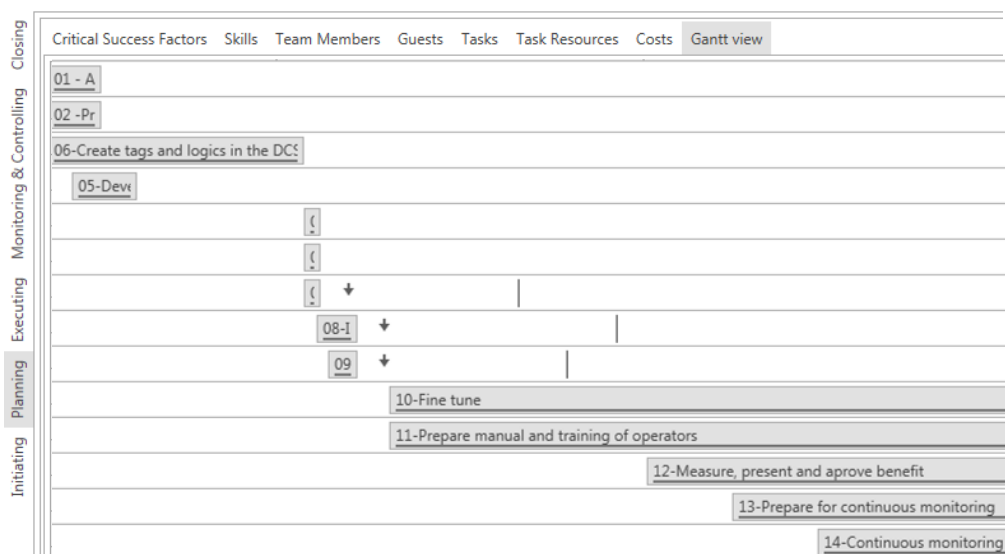 Critical Success Factors Skills Team Members Guests Tasks Task Resources Costs Gantt view
Closing
Monitoring & Controlling
Executing
Planning
Initiating
01 - A
02 -Pr
06-Create tags and logics in the DCS
05-Deve
08-I
09
10-Fine tune
11-Prepare manual and training of operators
12-Measure, present and aprove benefit
13-Prepare for continuous monitoring
14-Continuous monitoring